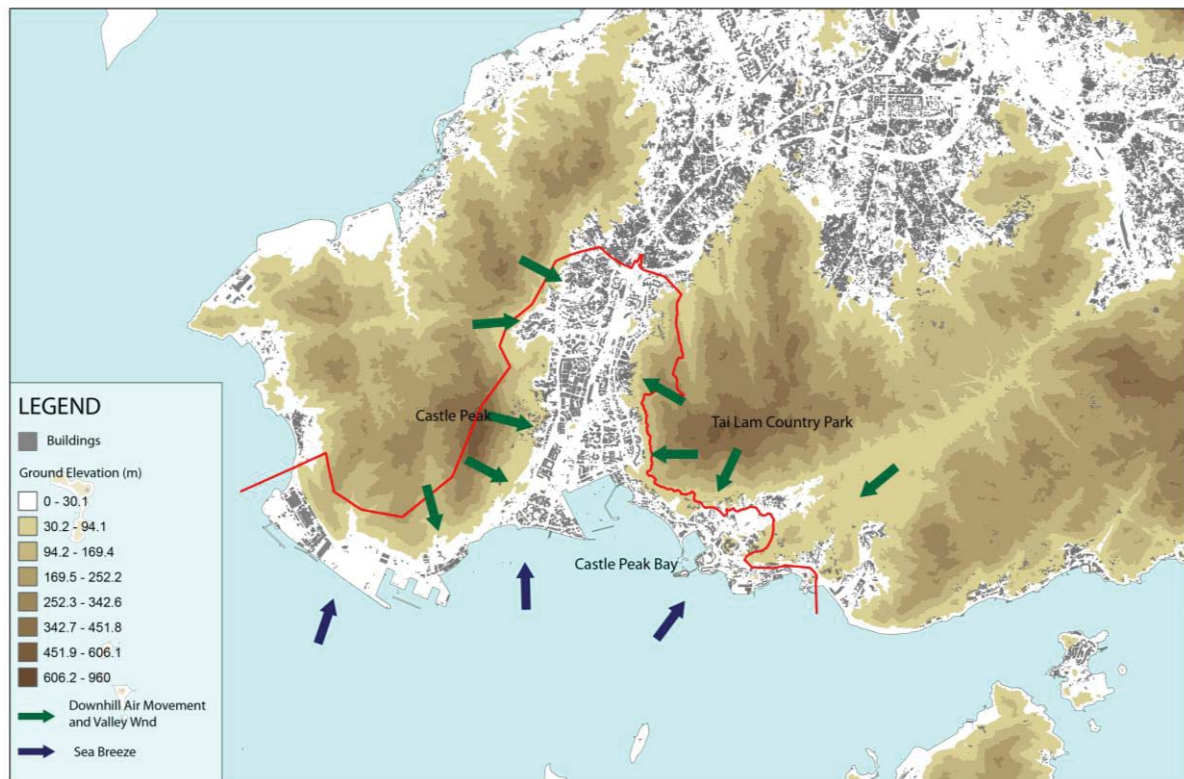 Castle Peak
Tai Lam Country Park
Castle Peak Bay
LEGEND
Buildings
Ground Elevation (m)
0 - 30.1
30.2 - 94.1
94.2 - 169.4
169.5 - 252.2
252.3 - 342.6
342.7 - 451.8
451.9 - 606.1
606.2 - 960
Downhill Air Movement
and Valley Wnd
Sea Breeze